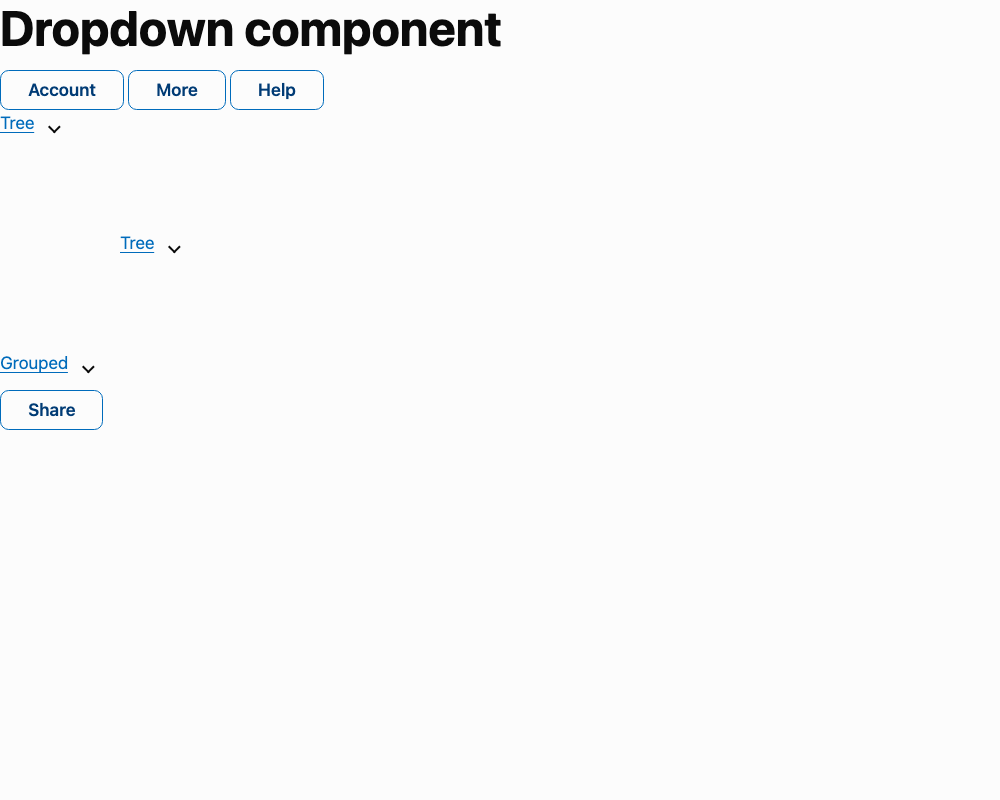 Dropdown component
Account More Help
Tree
Tree
Grouped
Share